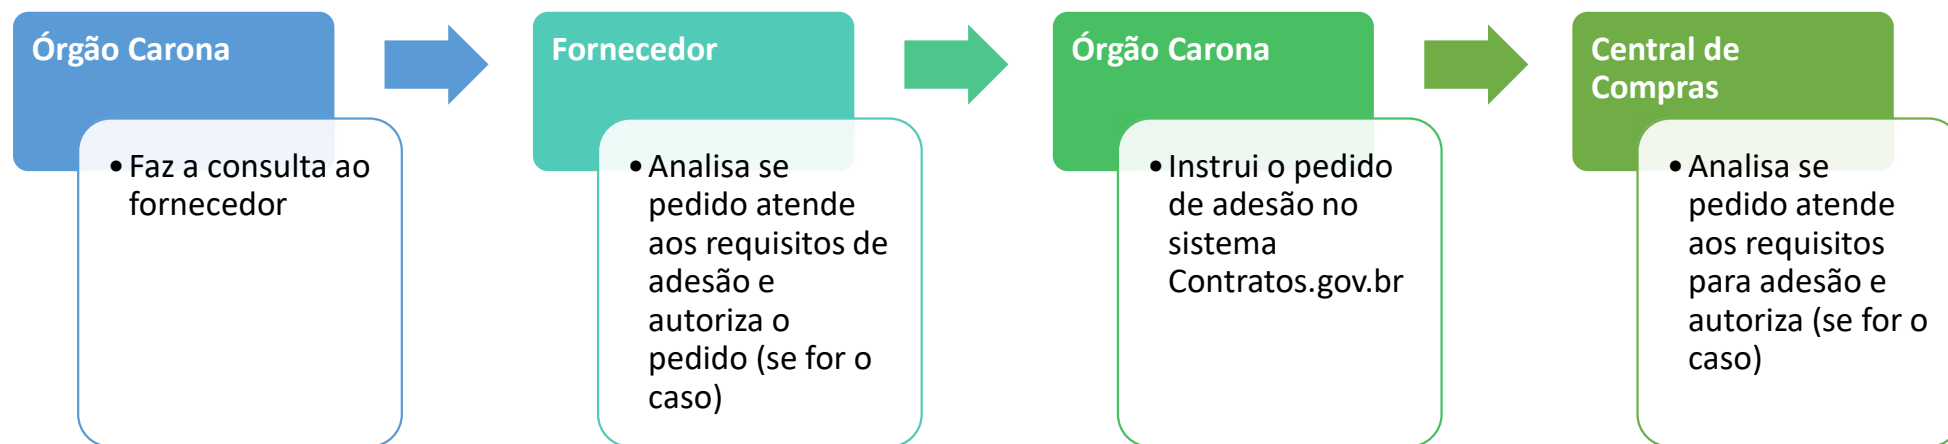 Órgão Carona
• Faz a consulta ao
fornecedor
Fornecedor
• Analisa se
pedido atende
aos requisitos de
adesão e
autoriza o
pedido (se for o
caso)
Órgão Carona
• Instrui o pedido
de adesão no
sistema
Contratos.gov.br
Central de
Compras
• Analisa se
pedido atende
aos requisitos
para adesão e
autoriza (se for o
caso)